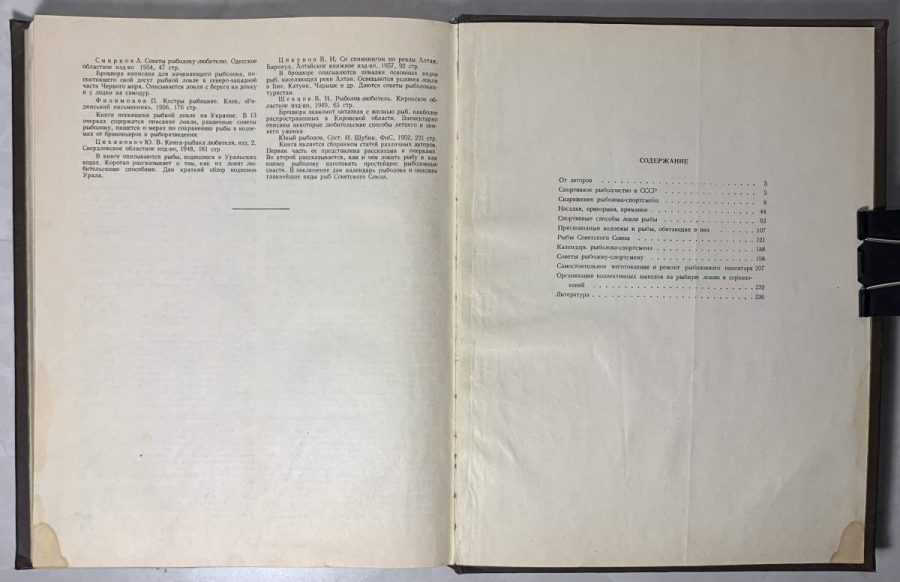 Смирнов А. Советы рыболову-любителю. Одесское
областное изд-во, 1954, 47 стр.
Брошюра написана для начинающего рыболова, по-
святившего свой досуг рыбной ловле в северо-западной
части Черного моря. Описывается ловля с берега на донку
и с лодки на самодур.
Филимонов П. Костры рыбацкие. Киев, «Ра-
дянський письменник», 1956, 176 стр.
Книга посвящена рыбной ловле на Украине. В 13
очерках содержатся описание ловли, различные советы
рыболову, пишется о мерах по сохранению рыбы в водое-
мах от браконьеров и рыборазведении.
Цеханович Ю. В. Книга рыбака любителя, изд. 2,
Свердловское областное изд-во, 1948, 181 стр.
В книге описываются рыбы, водящиеся в Уральских
водах. Коротко рассказывает о том, как их ловят лю-
бительскими способами. Дан краткий обзор водоемов
Урала.
В. И. Со спиннингом по рекам Алтая.
Барнаул, Алтайское книжное изд-во, 1957, 92 стр.
В брошюре описываются повадки основных видов
рыб, населяющих реки Алтая. Освещаются условия ловли
в Бие, Катуни, Чарыше и др. Даются советы рыболовам-
туристам.
Шевцов В. И. Рыболов-любитель. Кировское об-
ластное изд-во, 1949, 63 стр.
Брошюра знакомит читателя с жизнью рыб, наиболее
распространенных в Кировской области. Элементарно
описаны некоторые любительские способы летнего и зим-
него ужения.
Юный рыболов. Сост. И. Шубик. ФиС, 1952, 221 стр.
Книга является сборником статей различных авторов.
Первая часть ее представлена рассказами и очерками.
Во второй рассказывается, как и чем ловить рыбу и как
юному рыболову изготовить простейшие рыболовные
снасти. В заключение дан календарь рыболова и описаны
главнейшие виды рыб Советского Союза.
СОДЕРЖАНИЕ
От авторов . . . 3
Спортивное рыболовство в СССР . . . 5
Снаряжение рыболова-спортсмена . . . 8
Насадки, прикормки, приманки . . . 44
Спортивные способы ловли рыбы . . . 63
Пресноводные водоемы и рыбы, обитающие в них . . . 107
Рыбы Советского Союза . . . 121
Календарь рыболова-спортсмена . . . 188
Советы рыболову-спортсмену . . . 198
Самостоятельное изготовление и ремонт рыболовного инвентаря 207
Организация коллективных выездов на рыбную ловлю и соревно-
ваний . . . 232
Литература . . . 236